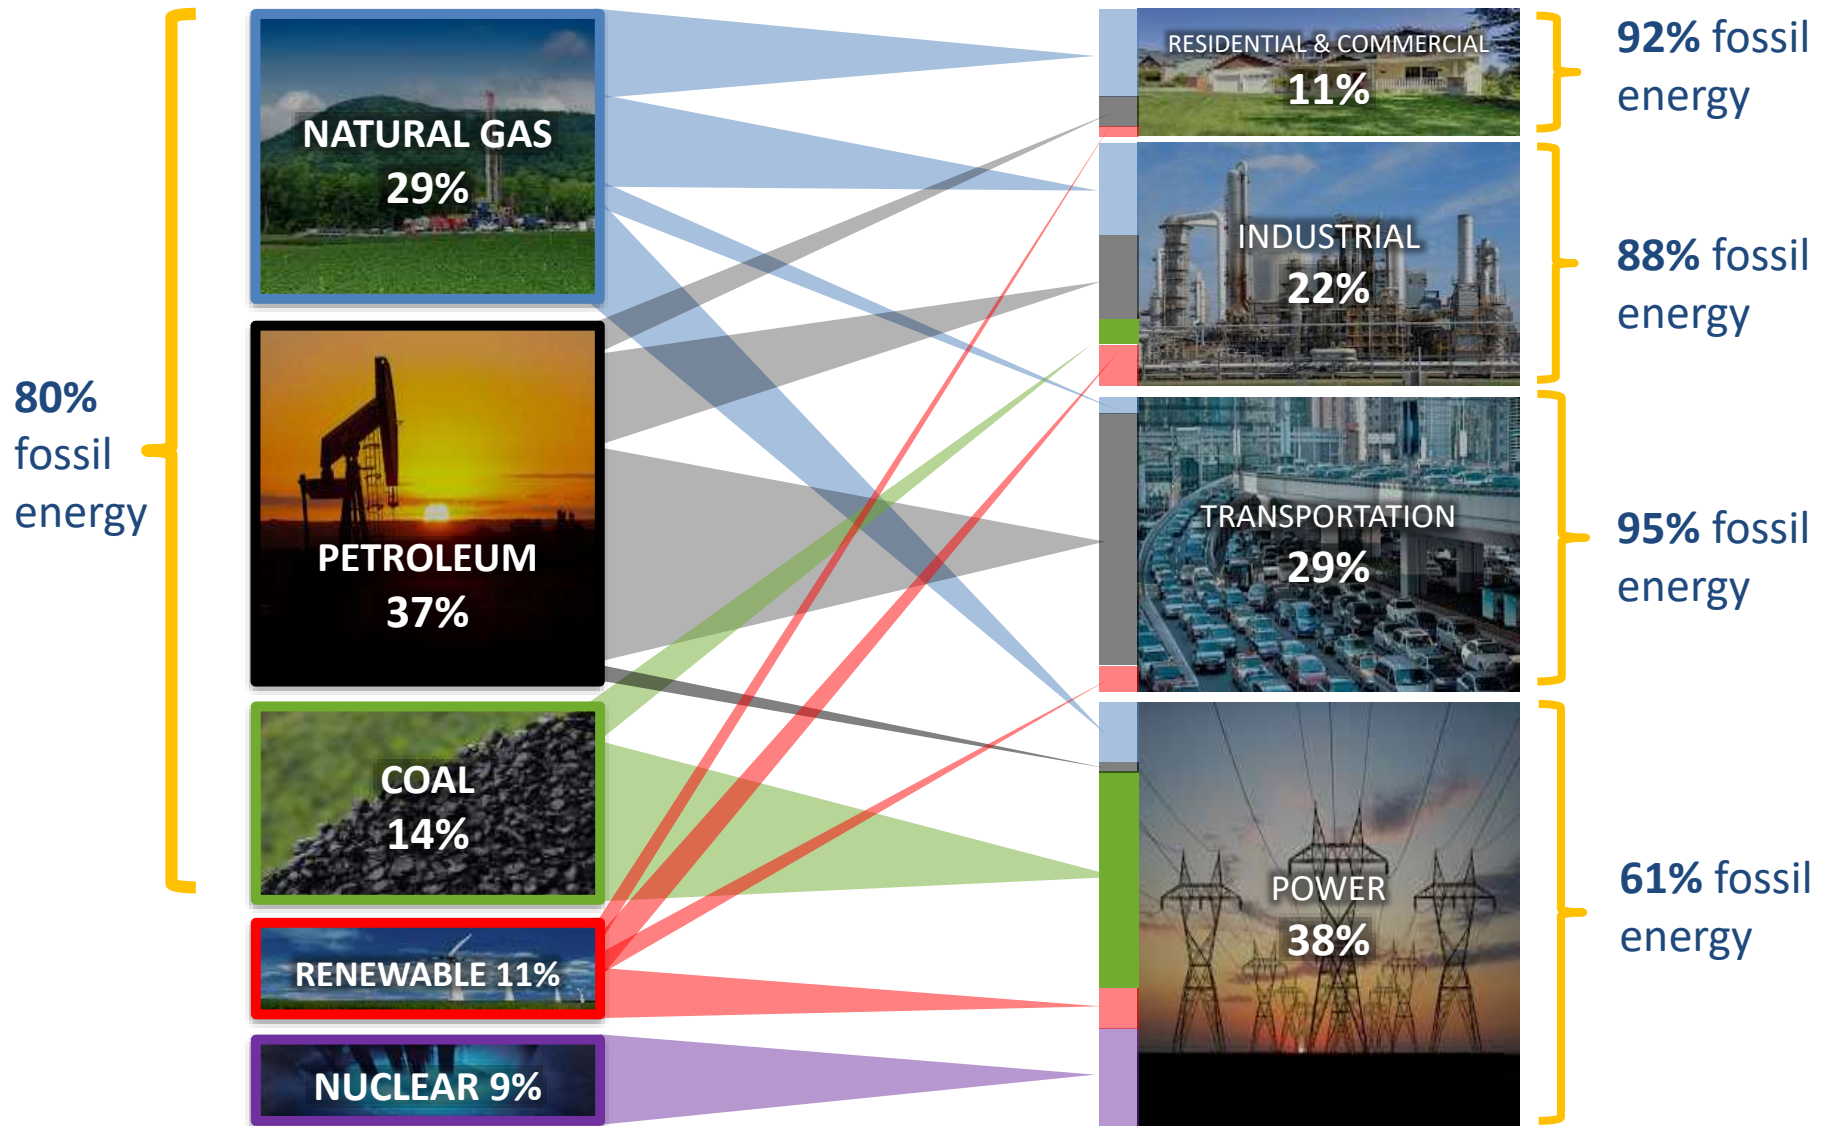 80%
fossil
energy
NATURAL GAS
29%
PETROLEUM
37%
COAL
14%
RENEWABLE 11%
NUCLEAR 9%
RESIDENTIAL & COMMERCIAL
11%
INDUSTRIAL
22%
TRANSPORTATION
29%
POWER
38%
92% fossil
energy
88% fossil
energy
95% fossil
energy
61% fossil
energy